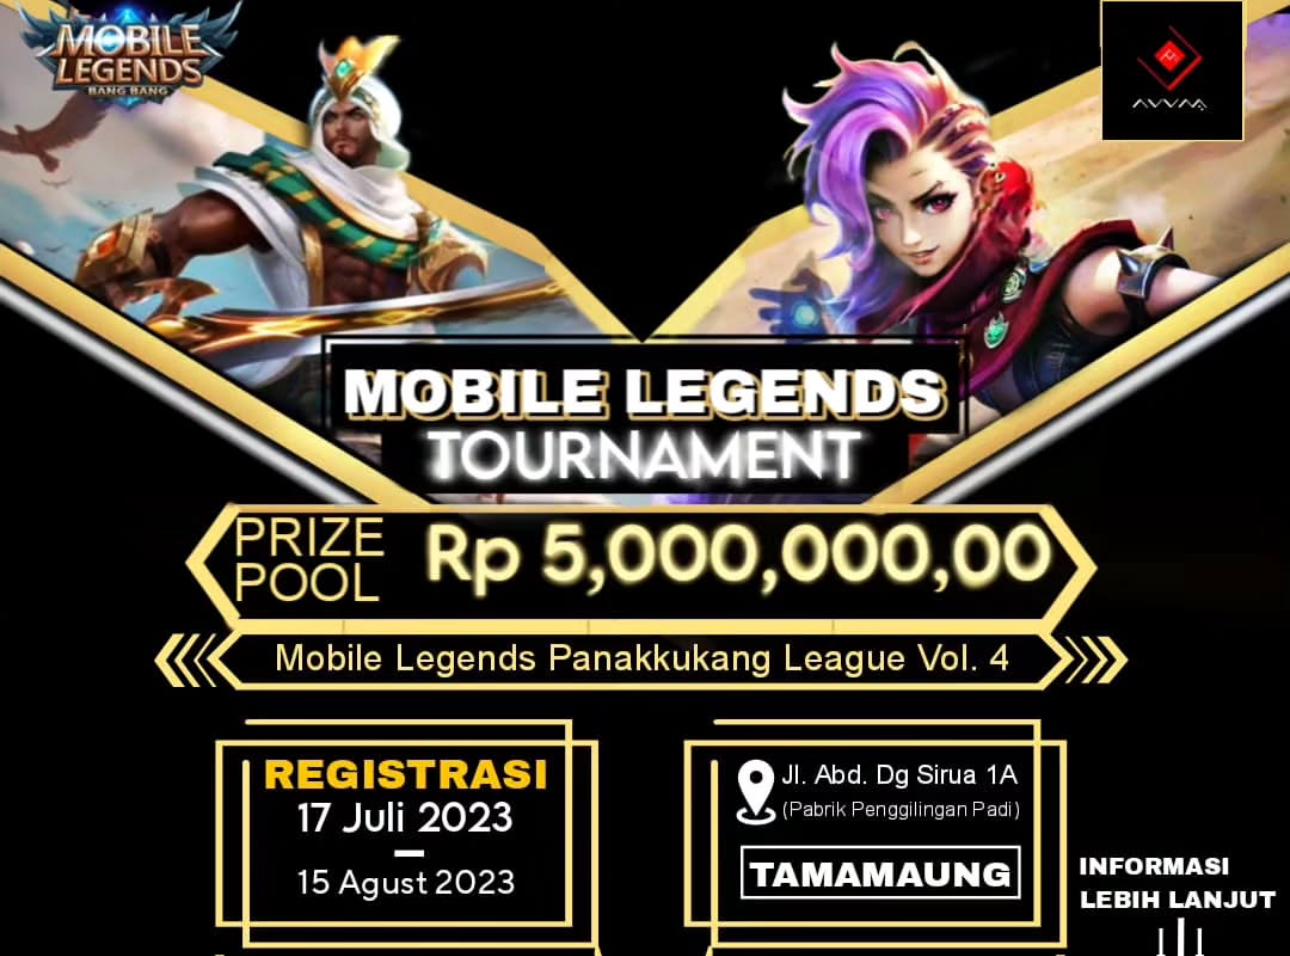 MOBILE
LEGENDS
BANG BANG
MOBILE LEGENDS
TOURNAMENT
PRIZE
POOL
Rp 5,000,000,00
Mobile Legends Panakkukang League Vol. 4
REGISTRASI
17 Juli 2023
–
15 Agust 2023
Jl. Abd. Dg Sirua 1A
(Pabrik Penggilingan Padi)
TAMAMAUNG
INFORMASI
LEBIH LANJUT